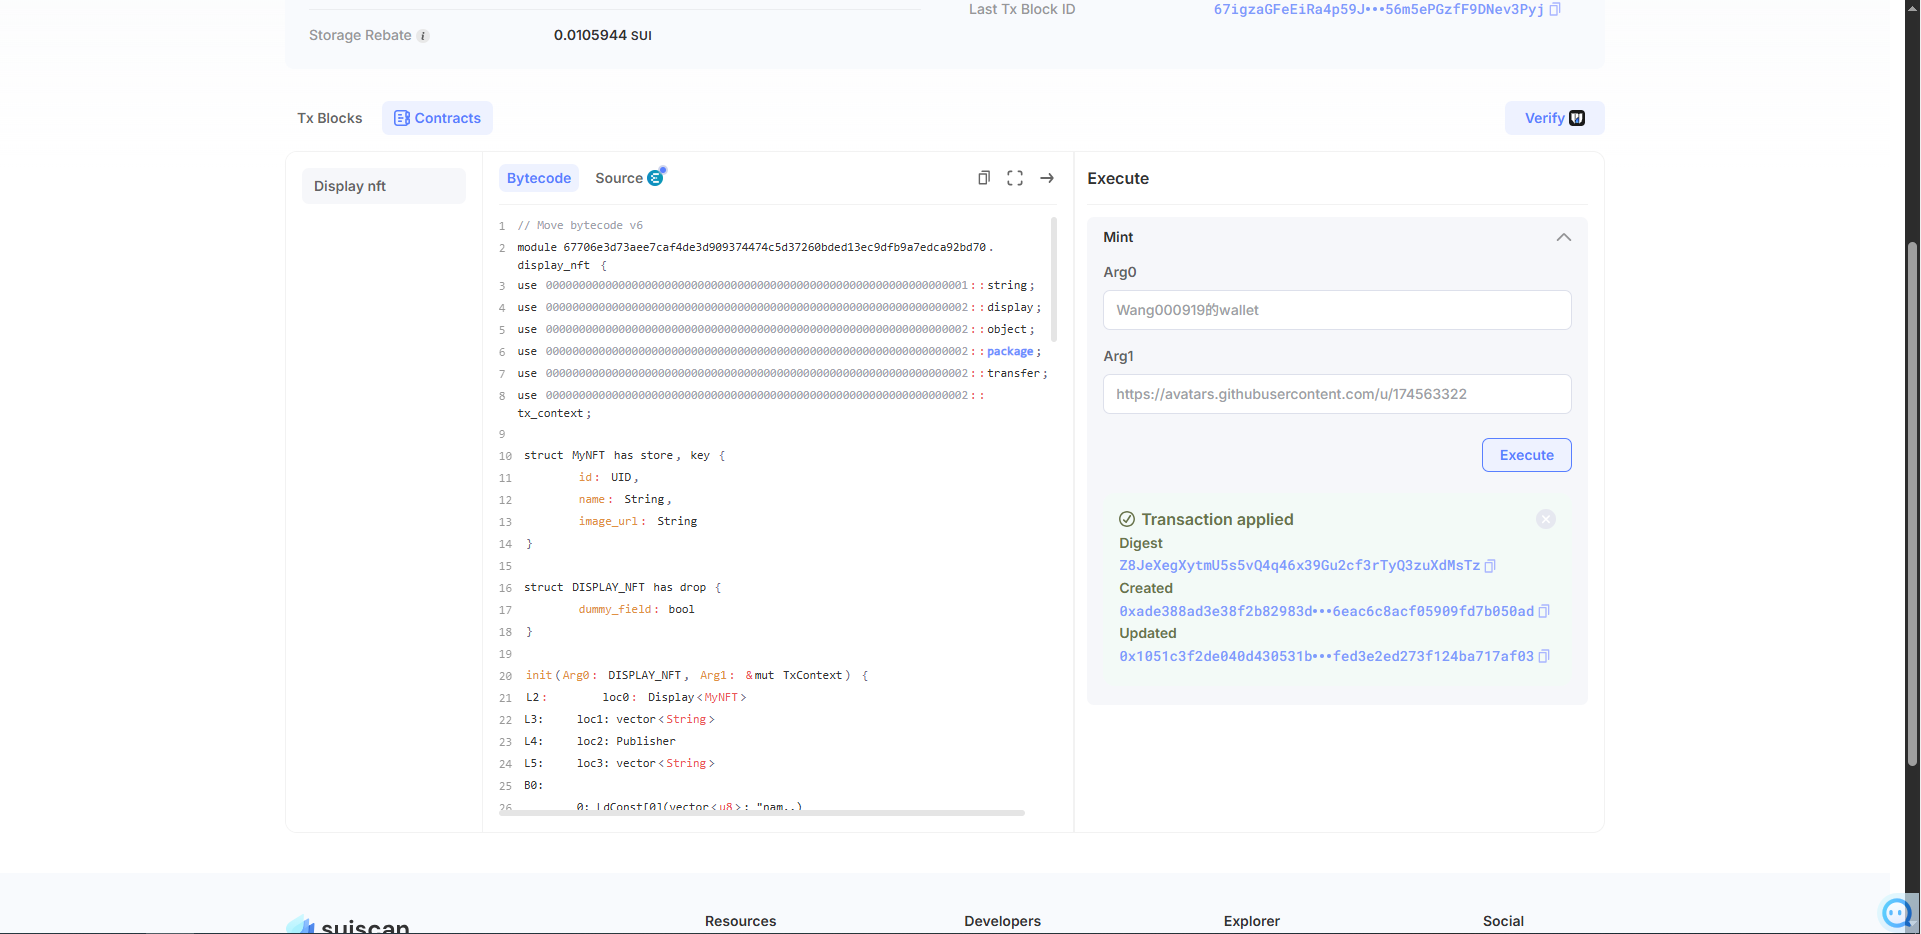 Last Tx Block ID
67igzaGFeEiRa4p59J•••56m5ePGzfF9DNev3Pyj
Storage Rebate i
0.0105944 SUI
Tx Blocks
Contracts
Verify
Display nft
Bytecode
Source
Execute
1 // Move bytecode v6
2 module 67706e3d73aee7caf4de3d909374474c5d37260bded13ec9dfb9a7edca92bd70.
display_nft {
3 use 0000000000000000000000000000000000000000000000000000000000000001::string;
4 use 0000000000000000000000000000000000000000000000000000000000000002::display;
5 use 0000000000000000000000000000000000000000000000000000000000000002::object;
6 use 0000000000000000000000000000000000000000000000000000000000000002::package;
7 use 0000000000000000000000000000000000000000000000000000000000000002::transfer;
8 use 0000000000000000000000000000000000000000000000000000000000000002::
tx_context;
9
10 struct MyNFT has store, key {
11 id: UID,
12 name: String,
13 image_url: String
14 }
15
16 struct DISPLAY_NFT has drop {
17 dummy_field: bool
18 }
19
20 init(Arg0: DISPLAY_NFT, Arg1: &mut TxContext) {
21 L2: loc0: Display<MyNFT>
22 L3: loc1: vector<String>
23 L4: loc2: Publisher
24 L5: loc3: vector<String>
25 B0:
26 0: LdConst[0](vector<u8>: "nam..)
Mint
Arg0
Wang000919的wallet
Arg1
https://avatars.githubusercontent.com/u/174563322
Execute
Transaction applied
Digest
Z8JeXegXytmU5s5vQ4q46x39Gu2cf3rTyQ3zuXdMsTz
Created
0xade388ad3e38f2b82983d•••6eac6c8acf05909fd7b050ad
Updated
0x1051c3f2de040d430531b•••fed3e2ed273f124ba717af03
suiscan
Resources
Developers
Explorer
Social